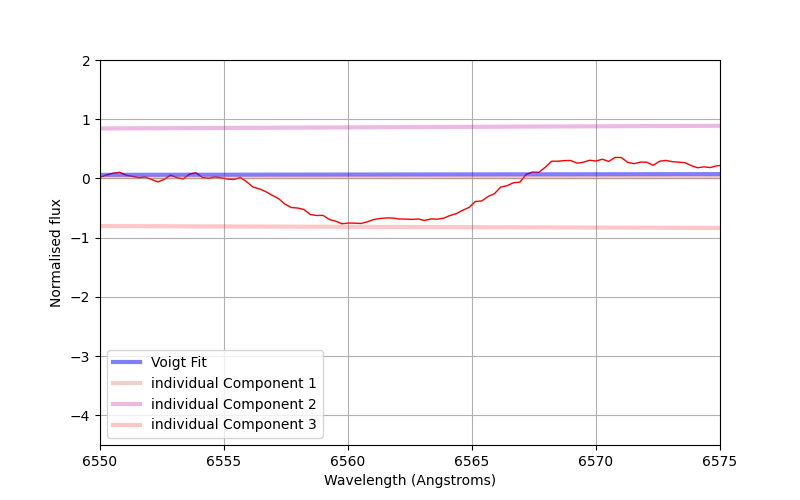 2
1
0
−1
−2
−3
−4
Normalised flux
Voigt Fit
individual Component 1
individual Component 2
individual Component 3
6550 6555 6560 6565 6570 6575
Wavelength (Angstroms)